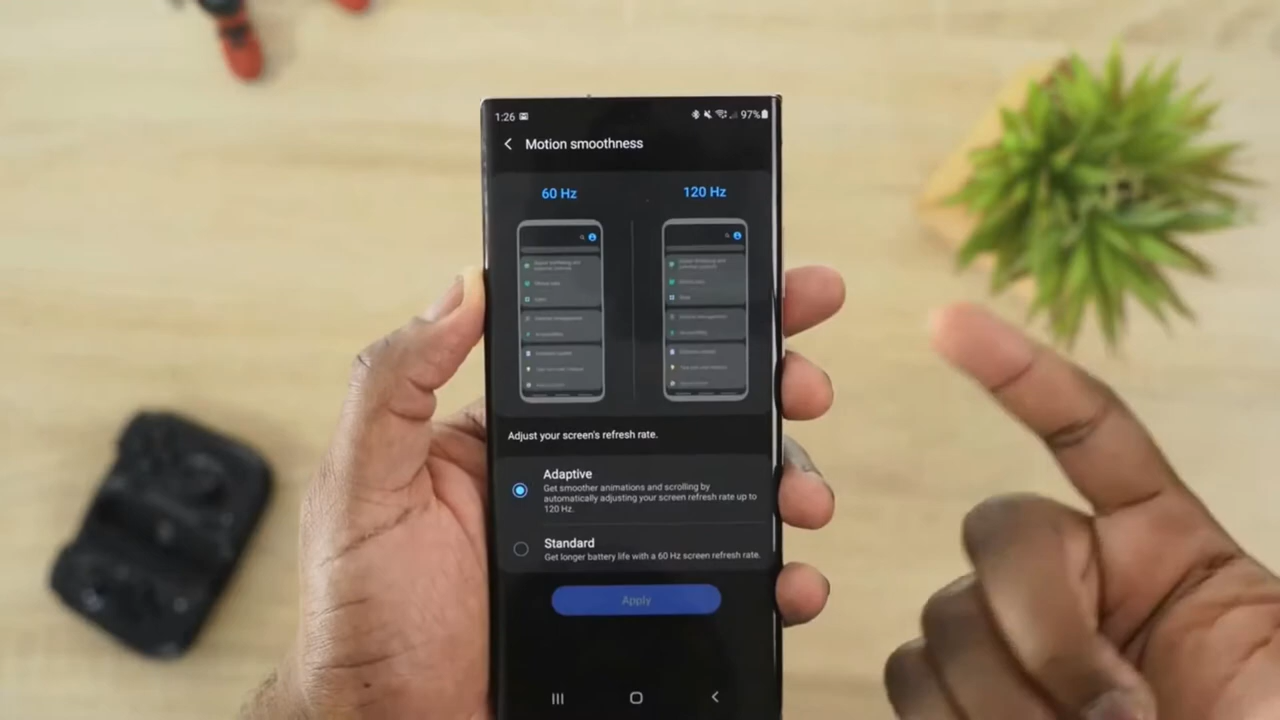 1:26
97%
Motion smoothness
60 Hz
120 Hz
Adjust your screen's refresh rate.
Adaptive
Get smoother animations and scrolling by
automatically adjusting your screen refresh rate up to
120 Hz.
Standard
Get longer battery life with a 60 Hz screen refresh rate.
Apply